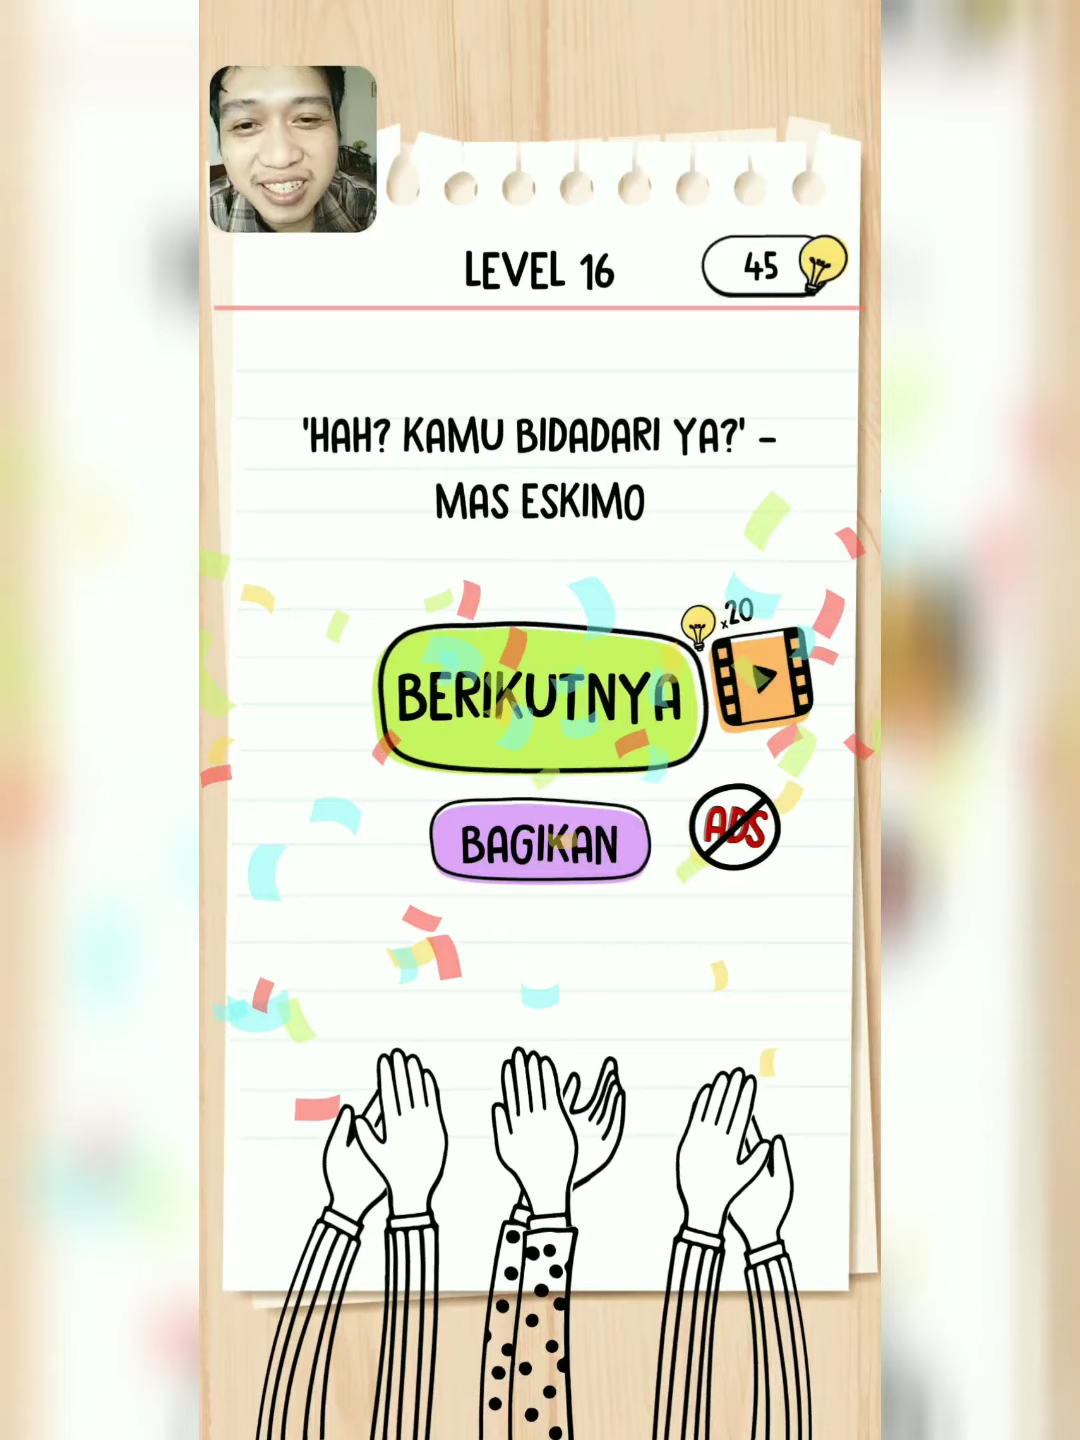 LEVEL 16
45
'HAH? KAMU BIDADARI YA?' –
MAS ESKIMO
x20
BERIKUTNYA
BAGIKAN
ADS